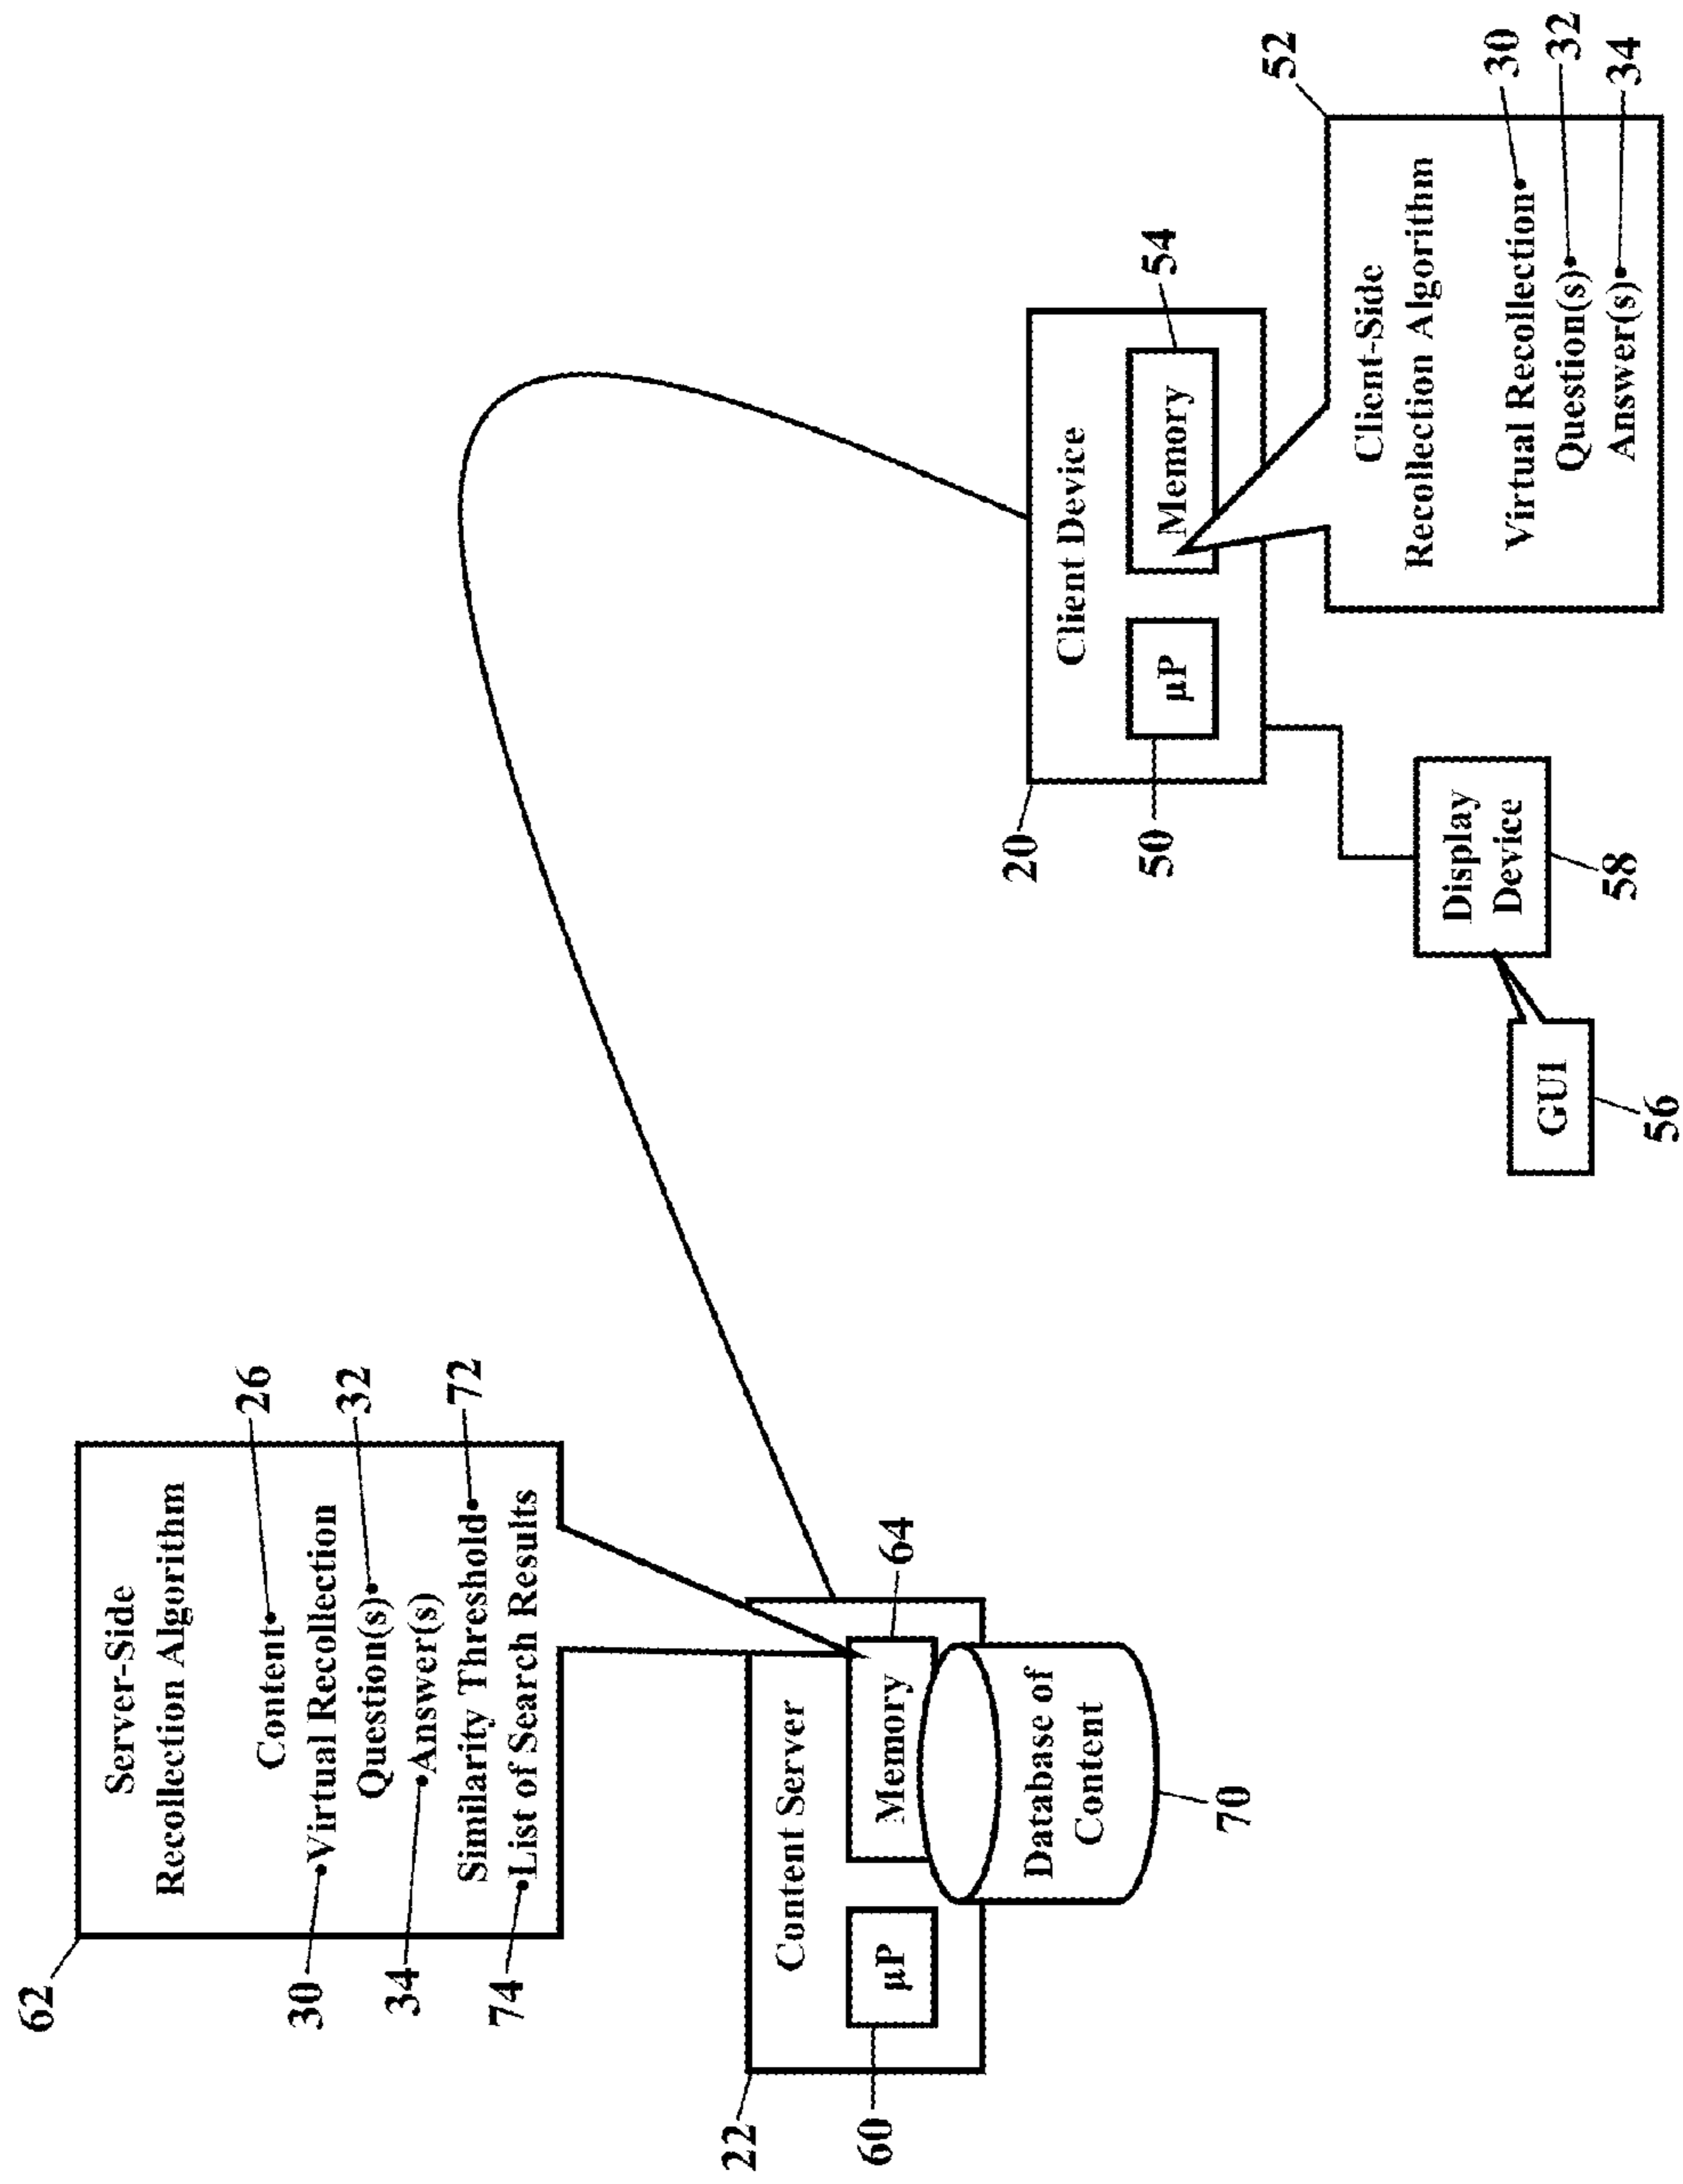 62
Server-Side
Recollection Algorithm
Content
26
30
Virtual Recollection
Question(s)
32
34
Answer(s)
Similarity Threshold
72
74
List of Search Results
22
Content Server
60
μP
Memory
64
Database of
Content
70
20
Client Device
50
μP
Memory
54
52
Client-Side
Recollection Algorithm
Virtual Recollection
30
Question(s)
32
Answer(s)
34
Display
Device
58
GUI
56